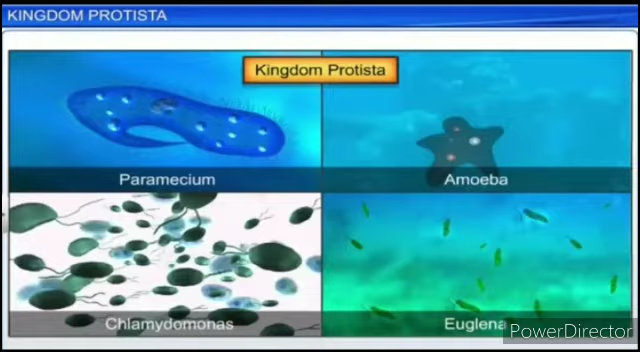 KINGDOM PROTISTA
Kingdom Protista
Paramecium
Amoeba
Chlamydomonas
Euglena
PowerDirector